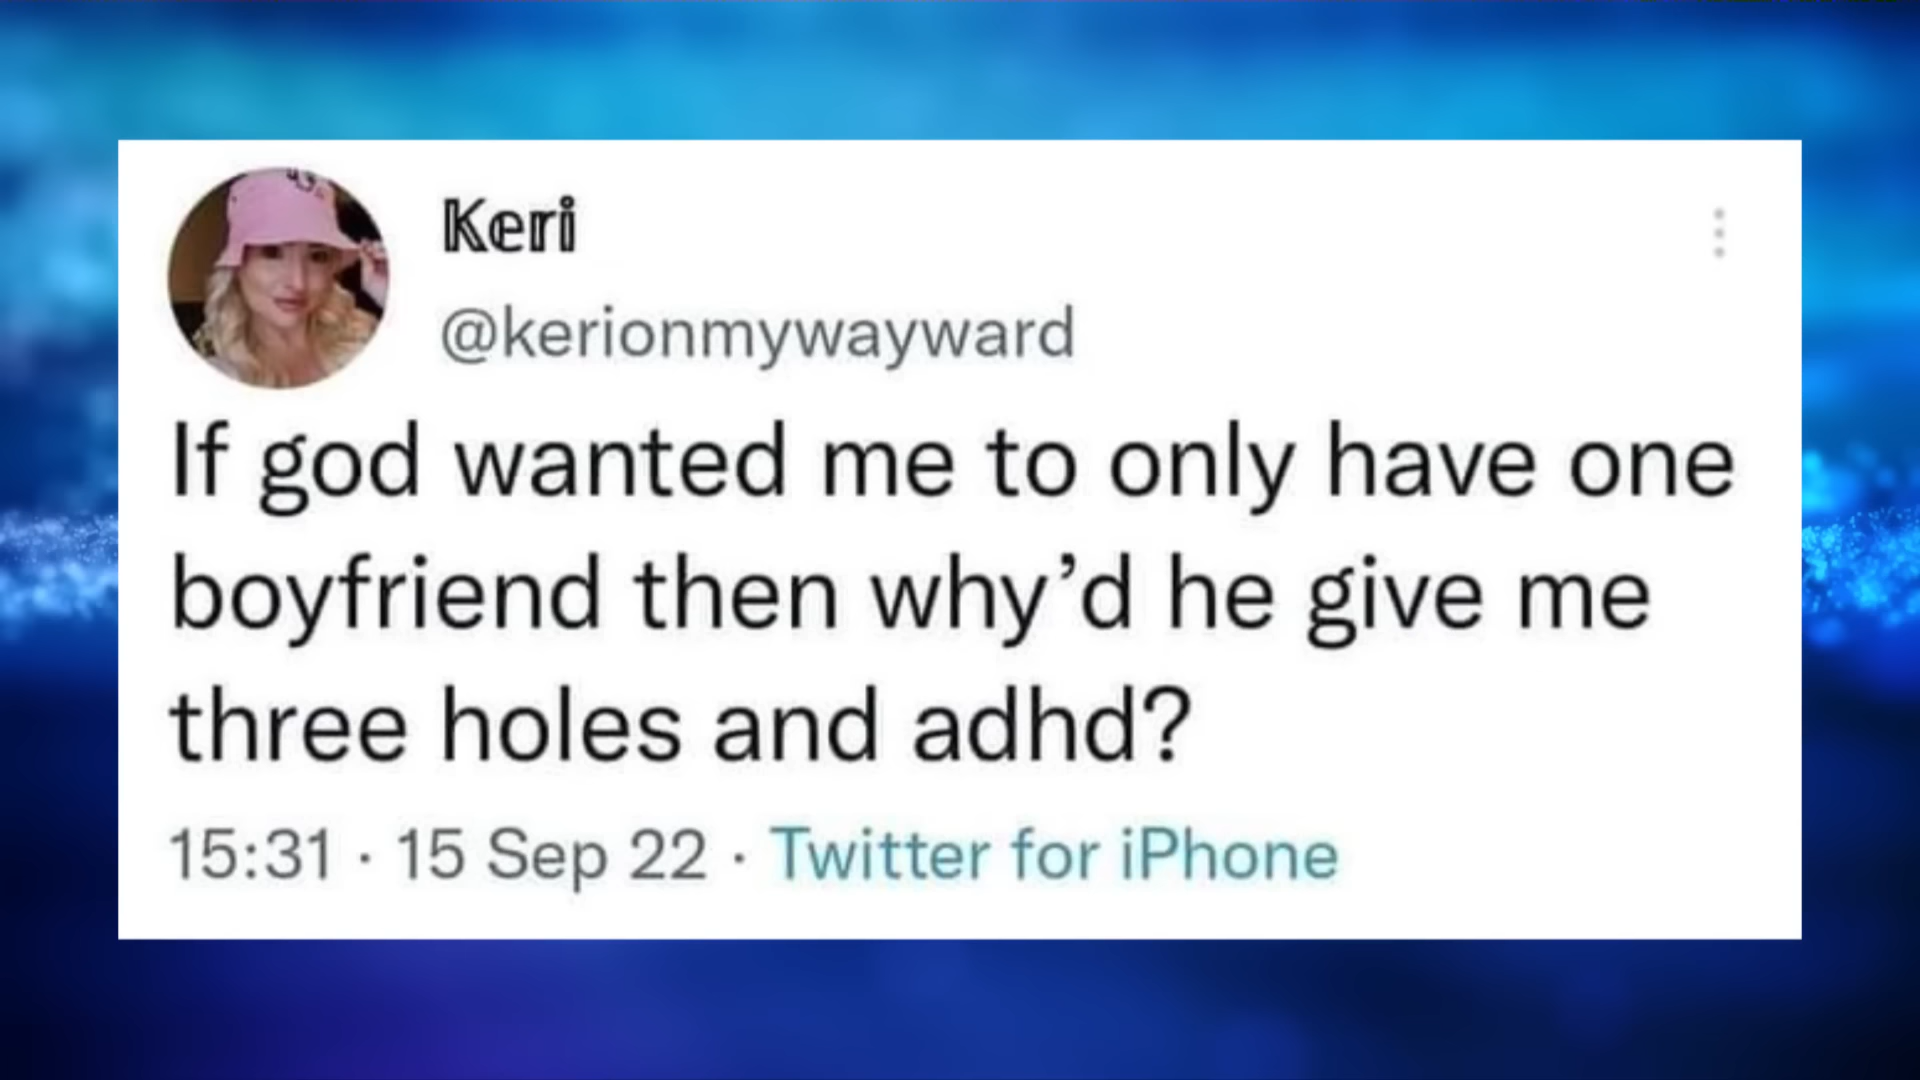 Keri
@kerionmywayward
If god wanted me to only have one
boyfriend then why’d he give me
three holes and adhd?
15:31 · 15 Sep 22 · Twitter for iPhone